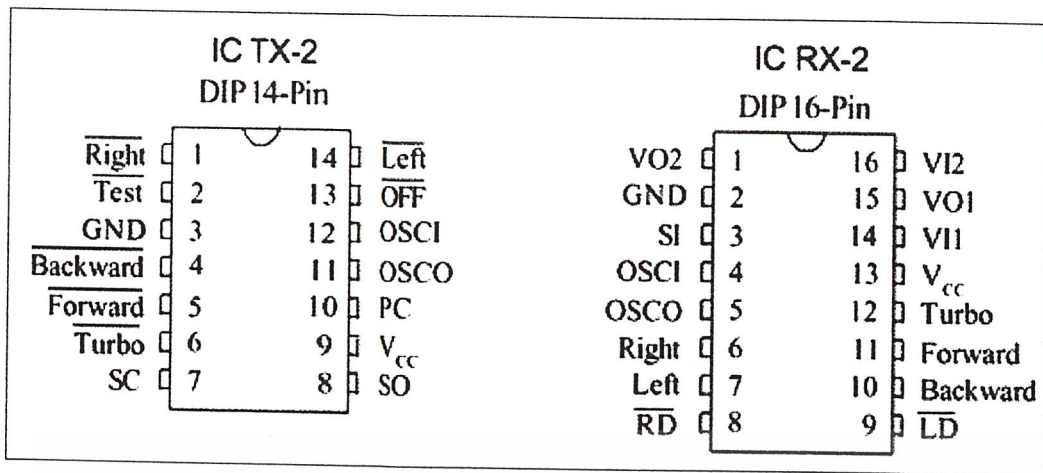 IC TX-2
DIP 14-Pin
Right 1 14 Left
Test 2 13 OFF
GND 3 12 OSCI
Backward 4 11 OSCO
Forward 5 10 PC
Turbo 6 9 Vcc
SC 7 8 SO
IC RX-2
DIP 16-Pin
VO2 1 16 VI2
GND 2 15 VO1
SI 3 14 VI1
OSCI 4 13 Vcc
OSCO 5 12 Turbo
Right 6 11 Forward
Left 7 10 Backward
RD 8 9 LD